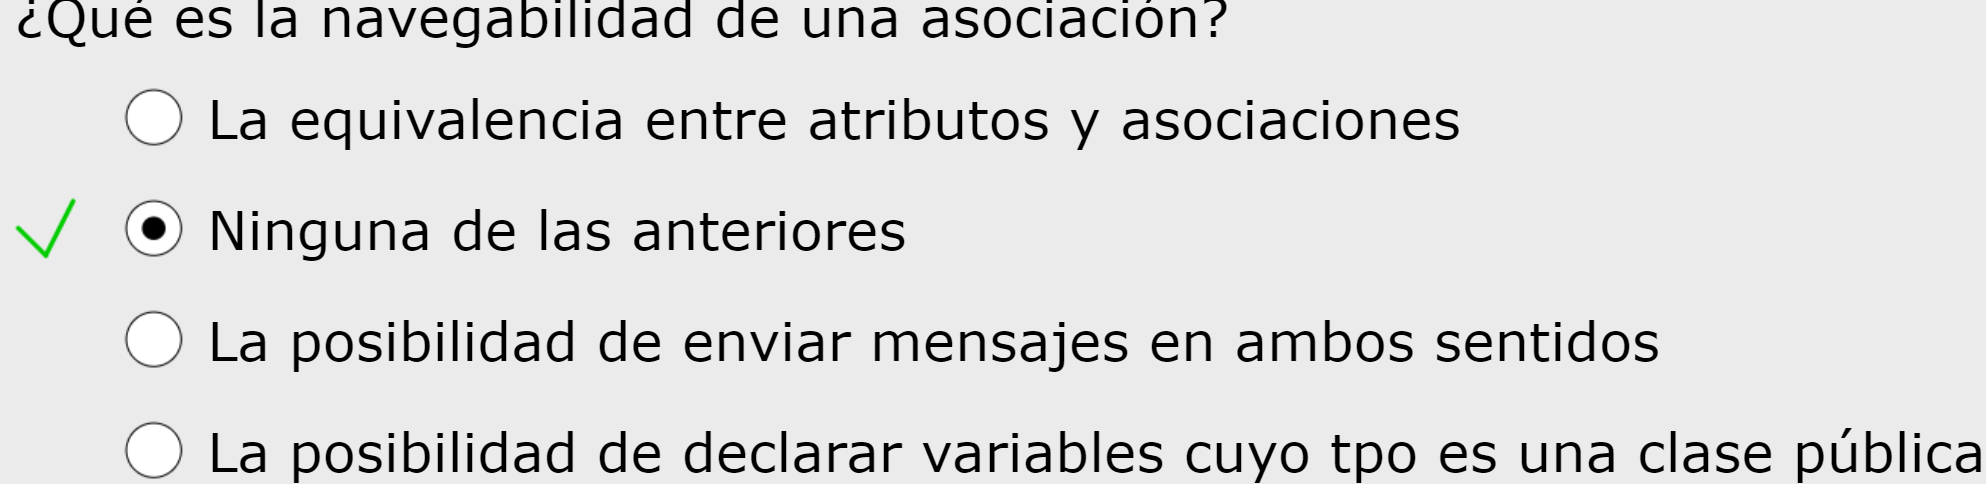 ¿Qué es la navegabilidad de una asociación?
La equivalencia entre atributos y asociaciones
Ninguna de las anteriores
La posibilidad de enviar mensajes en ambos sentidos
La posibilidad de declarar variables cuyo tpo es una clase pública